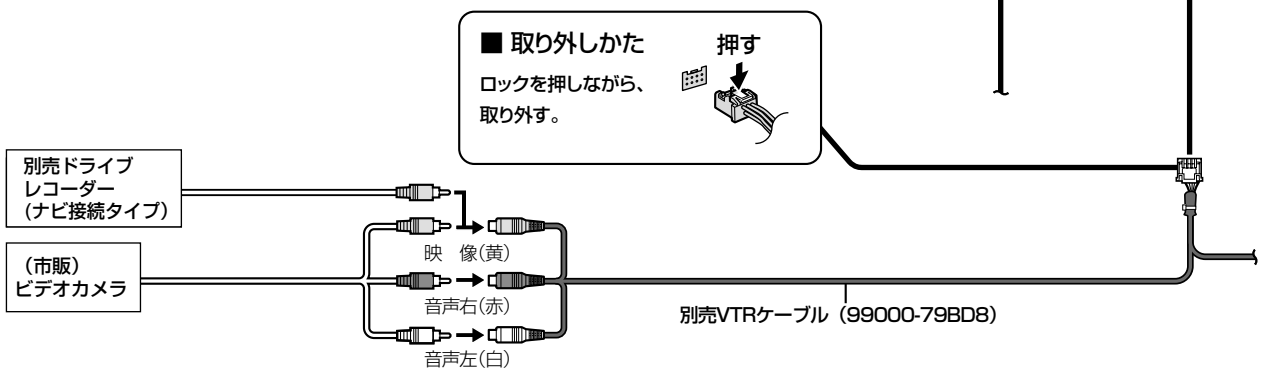 ■ 取り外しかた
押す
ロックを押しながら、
取り外す。
別売ドライブ
レコーダー
(ナビ接続タイプ)
映　像(黄)
（市販）
ビデオカメラ
音声右(赤)
別売VTRケーブル（99000-79BD8）
音声左(白)